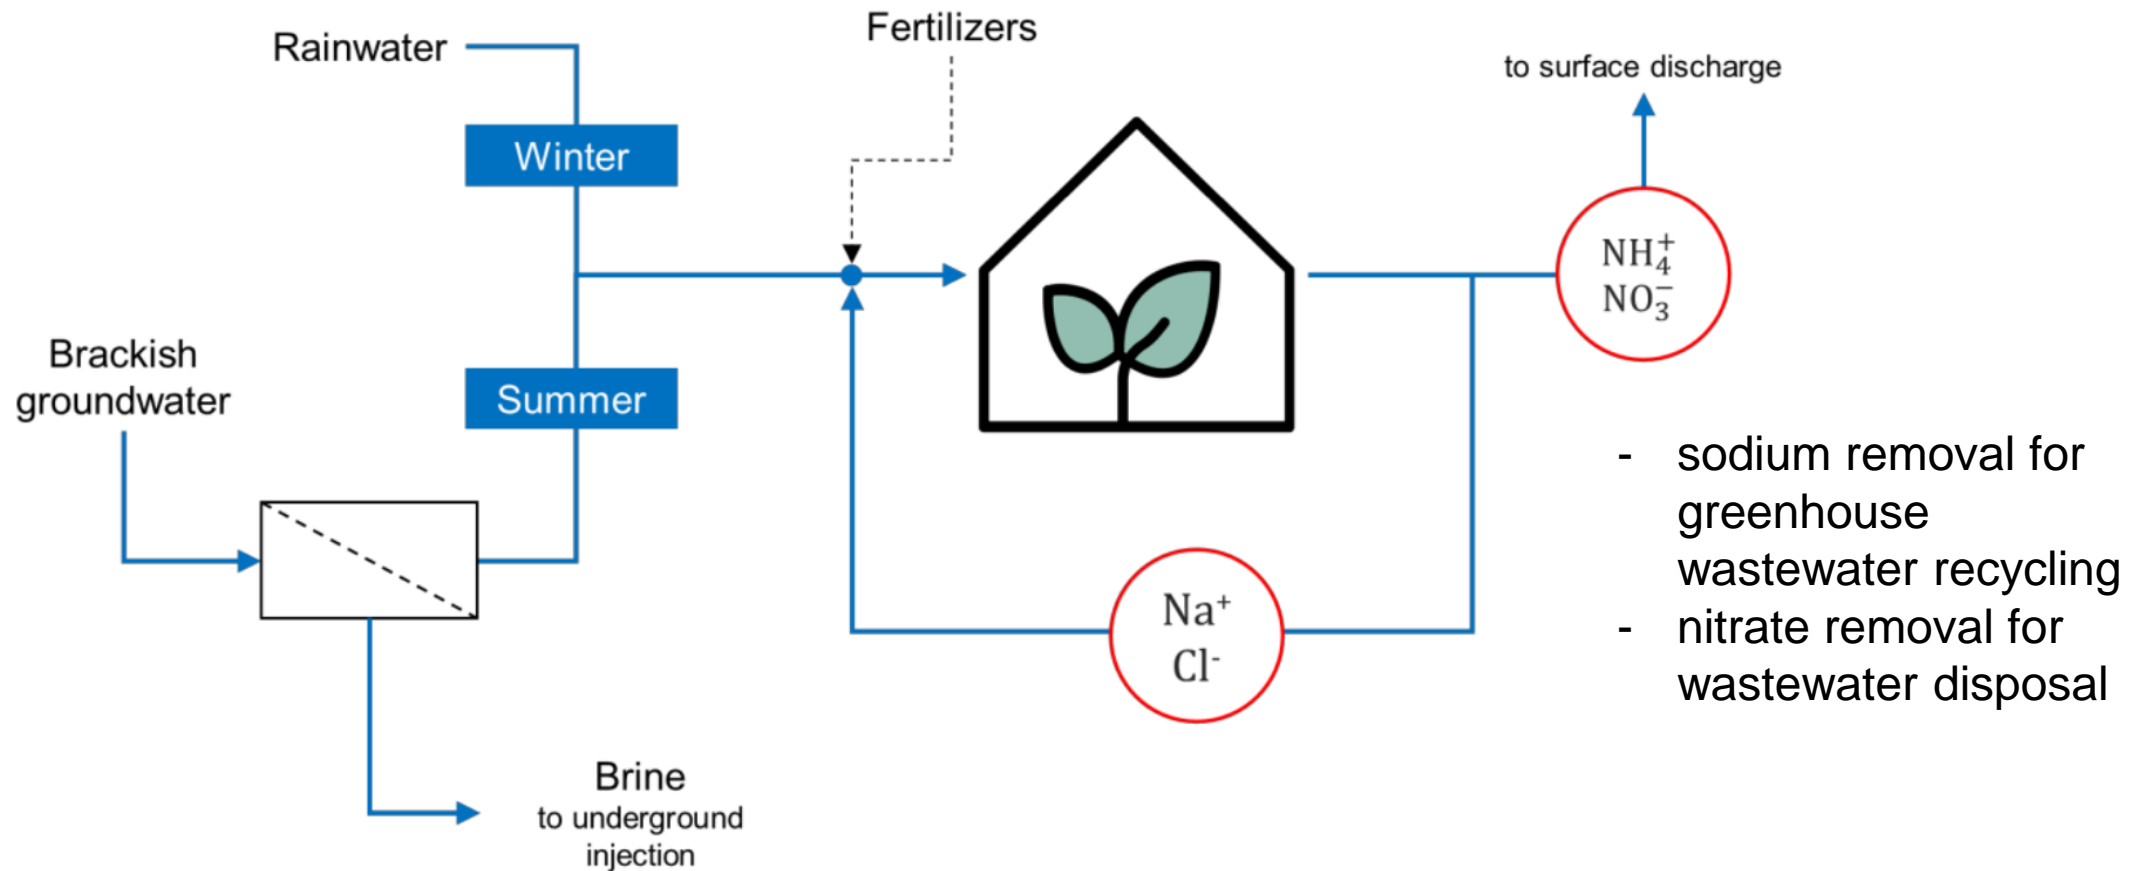 Rainwater
Fertilizers
to surface discharge
Winter
NH₄⁺
NO₃⁻
Brackish
groundwater
Summer
- sodium removal for
greenhouse
wastewater recycling
- nitrate removal for
wastewater disposal
Na⁺
Cl⁻
Brine
to underground
injection